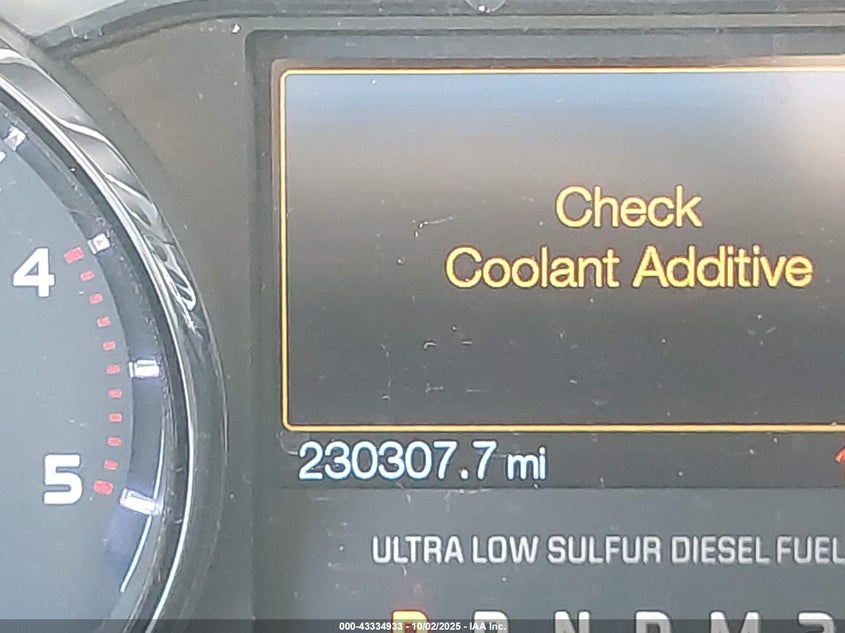 Check
Coolant Additive
4
230307.7 mi
5
ULTRA LOW SULFUR DIESEL FUEL
N
000-43334933 - 10/02/2025 - IAA Inc.